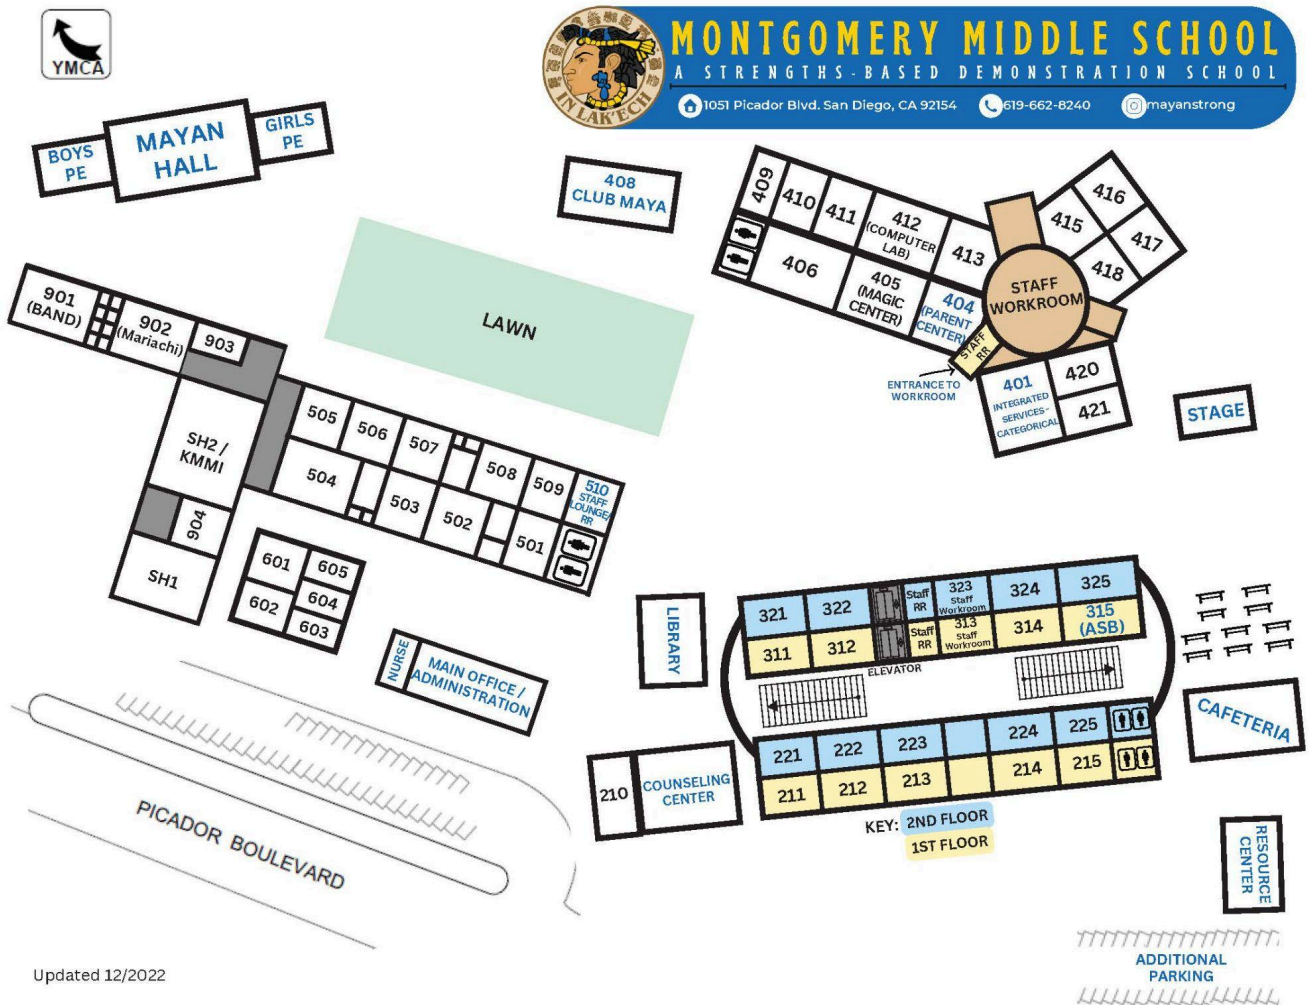 YMCA
MONTGOMERY MIDDLE SCHOOL
A STRENGTHS-BASED DEMONSTRATION SCHOOL
1051 Picador Blvd. San Diego, CA 92154 619-662-8240 mayanstrong
IN LAK'ECH
BOYS
PE
MAYAN
HALL
GIRLS
PE
408
CLUB MAYA
409
410
411
412
(COMPUTER
LAB)
413
406
405
(MAGIC
CENTER)
404
(PARENT
CENTER)
STAFF
RR
STAFF
WORKROOM
415
416
417
418
ENTRANCE TO
WORKROOM
401
INTEGRATED
SERVICES-
CATEGORICAL
420
421
STAGE
LAWN
901
(BAND)
902
(Mariachi)
903
SH2 /
KMMI
904
SH1
505
506
507
508
509
510
STAFF
LOUNGE/
RR
504
503
502
501
601
605
602
604
603
NURSE
MAIN OFFICE /
ADMINISTRATION
LIBRARY
321
322
Staff
RR
323
Staff
Workroom
324
325
311
312
Staff
RR
313
Staff
Workroom
314
315
(ASB)
ELEVATOR
221
222
223
224
225
211
212
213
214
215
210
COUNSELING
CENTER
CAFETERIA
KEY: 2ND FLOOR
1ST FLOOR
RESOURCE
CENTER
PICADOR BOULEVARD
ADDITIONAL
PARKING
Updated 12/2022